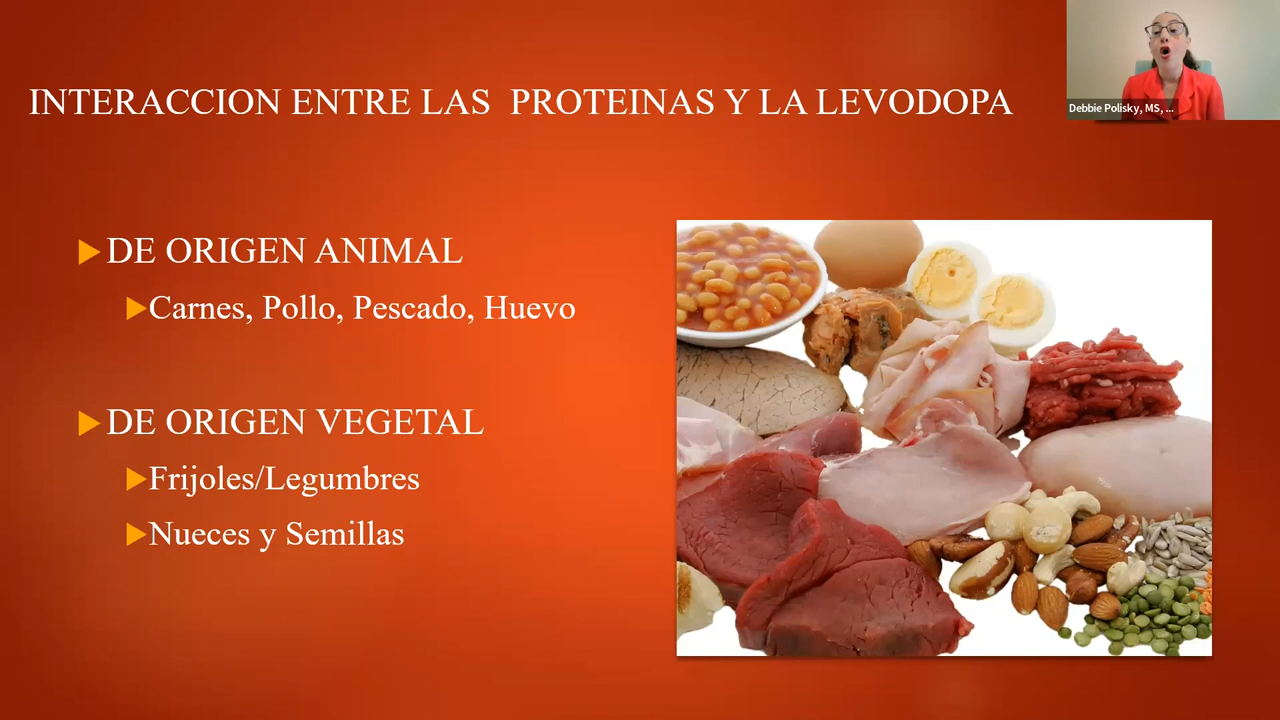 INTERACCION ENTRE LAS PROTEINAS Y LA LEVODOPA
Debbie Polisky, MS, ...
DE ORIGEN ANIMAL
Carnes, Pollo, Pescado, Huevo
DE ORIGEN VEGETAL
Frijoles/Legumbres
Nueces y Semillas